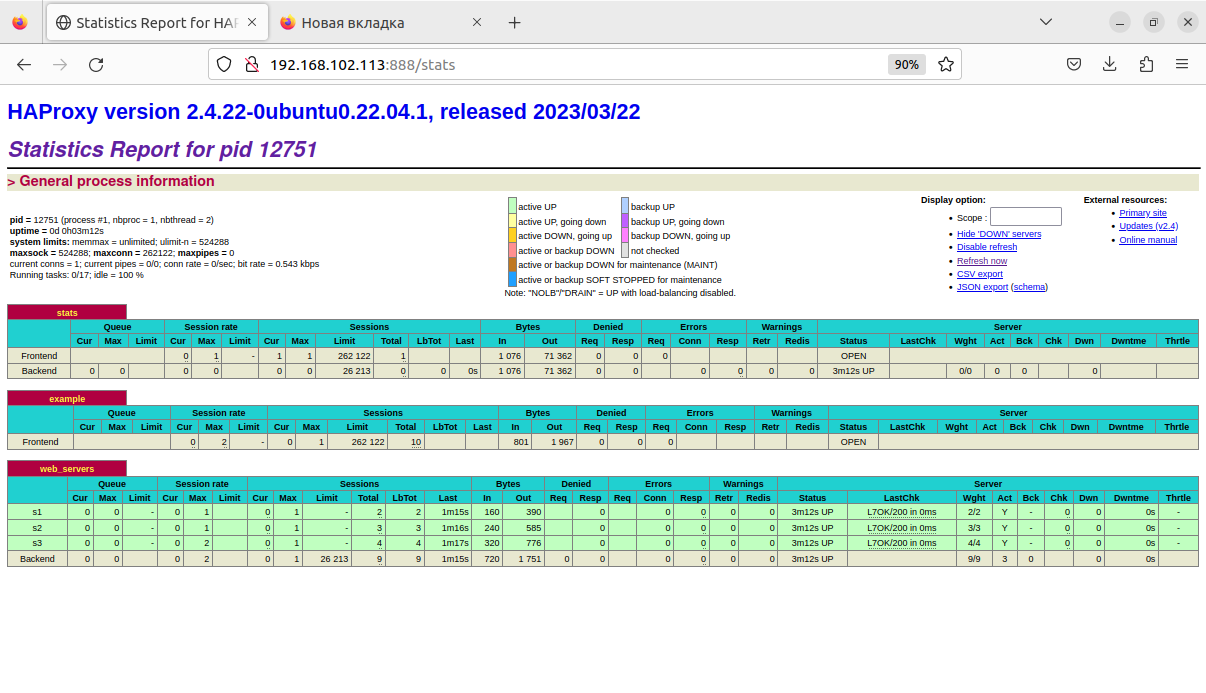 Statistics Report for HAP
Новая вкладка
192.168.102.113:888/stats
90%
HAProxy version 2.4.22-0ubuntu0.22.04.1, released 2023/03/22
Statistics Report for pid 12751
> General process information
pid = 12751 (process #1, nbproc = 1, nbthread = 2)
uptime = 0d 0h03m12s
system limits: memmax = unlimited; ulimit-n = 524288
maxsock = 524288; maxconn = 262122; maxpipes = 0
current conns = 1; current pipes = 0/0; conn rate = 0/sec; bit rate = 0.543 kbps
Running tasks: 0/17; idle = 100 %
active UP backup UP
active UP, going down backup UP, going down
active DOWN, going up backup DOWN, going up
active or backup DOWN not checked
active or backup DOWN for maintenance (MAINT)
active or backup SOFT STOPPED for maintenance
Note: "NOLB"/"DRAIN" = UP with load-balancing disabled.
Display option:
• Scope :
• Hide 'DOWN' servers
• Disable refresh
• Refresh now
• CSV export
• JSON export (schema)
External resources:
• Primary site
• Updates (v2.4)
• Online manual
stats
Queue Session rate Sessions Bytes Denied Errors Warnings Server
Cur Max Limit Cur Max Limit Cur Max Limit Total LbTot Last In Out Req Resp Req Conn Resp Retr Redis Status LastChk Wght Act Bck Chk Dwn Dwntme Thrtle
Frontend 0 1 - 1 1 262 122 1 1 076 71 362 0 0 0 OPEN
Backend 0 0 0 0 0 0 26 213 0 0 0s 1 076 71 362 0 0 0 0 0 0 3m12s UP 0/0 0 0 0
example
Queue Session rate Sessions Bytes Denied Errors Warnings Server
Cur Max Limit Cur Max Limit Cur Max Limit Total LbTot Last In Out Req Resp Req Conn Resp Retr Redis Status LastChk Wght Act Bck Chk Dwn Dwntme Thrtle
Frontend 0 2 - 0 1 262 122 10 801 1 967 0 0 0 OPEN
web_servers
Queue Session rate Sessions Bytes Denied Errors Warnings Server
Cur Max Limit Cur Max Limit Cur Max Limit Total LbTot Last In Out Req Resp Req Conn Resp Retr Redis Status LastChk Wght Act Bck Chk Dwn Dwntme Thrtle
s1 0 0 - 0 1 0 1 - 2 2 1m15s 160 390 0 0 0 0 0 3m12s UP L7OK/200 in 0ms 2/2 Y - 0 0 0s -
s2 0 0 - 0 1 0 1 - 3 3 1m16s 240 585 0 0 0 0 0 3m12s UP L7OK/200 in 0ms 3/3 Y - 0 0 0s -
s3 0 0 - 0 2 0 1 - 4 4 1m17s 320 776 0 0 0 0 0 3m12s UP L7OK/200 in 0ms 4/4 Y - 0 0 0s -
Backend 0 0 0 2 0 1 26 213 9 9 1m15s 720 1 751 0 0 0 0 0 0 3m12s UP 9/9 3 0 0 0s